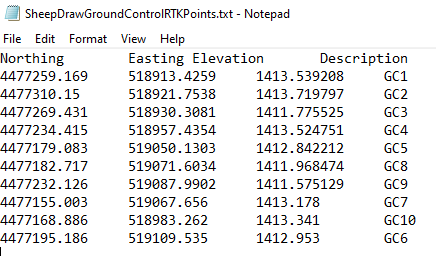 SheepDrawGroundControlRTKPoints.txt - Notepad
File Edit Format View Help
Northing Easting Elevation Description
4477259.169 518913.4259 1413.539208 GC1
4477310.15 518921.7538 1413.719797 GC2
4477269.431 518930.3081 1411.775525 GC3
4477234.415 518957.4354 1413.524751 GC4
4477179.083 519050.1303 1412.842212 GC5
4477182.717 519071.6034 1411.968474 GC8
4477232.126 519087.9902 1411.575129 GC9
4477155.003 519067.656 1413.178 GC7
4477168.886 518983.262 1413.341 GC10
4477195.186 519109.535 1412.953 GC6